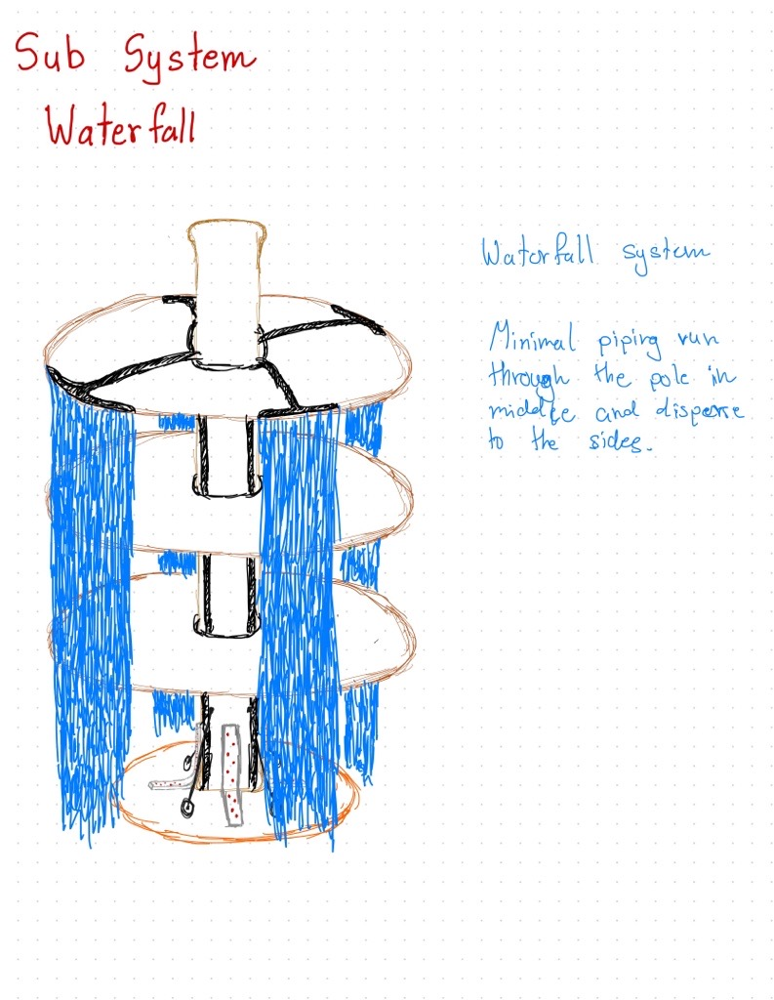 Sub System
Waterfall
Waterfall system
Minimal piping run
through the pole in
middle and disperse
to the sides.